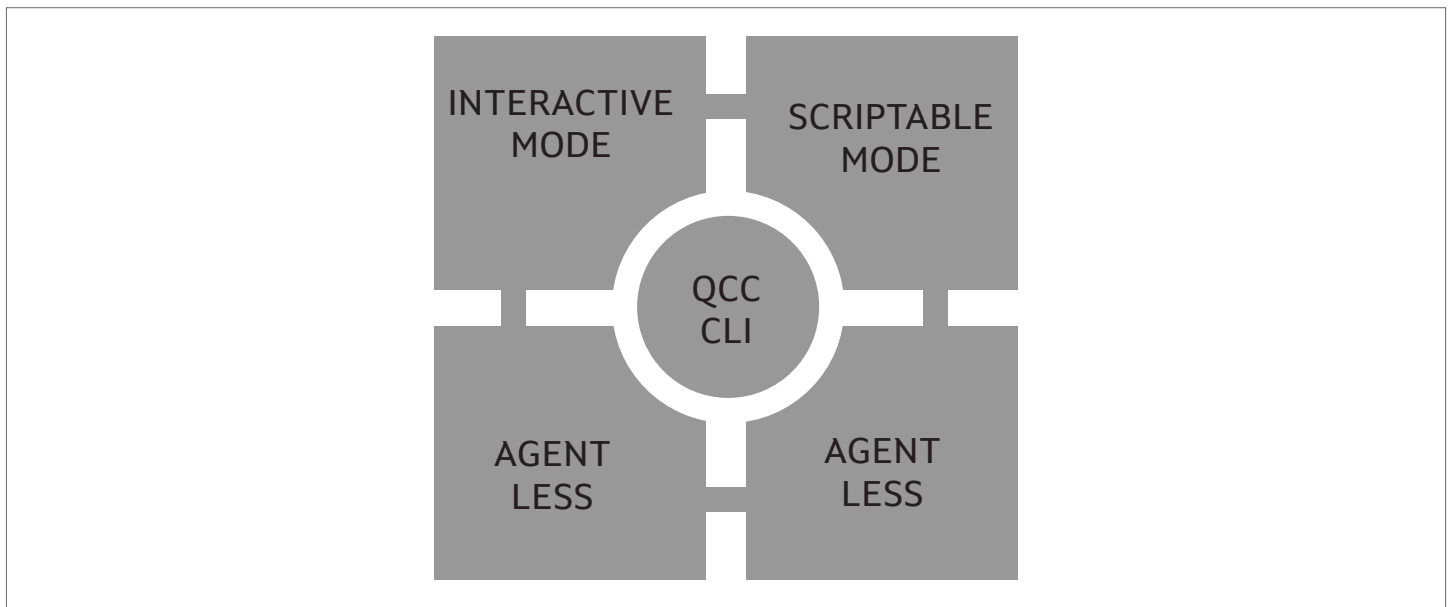 INTERACTIVE
MODE
SCRIPTABLE
MODE
QCC
CLI
AGENT
LESS
AGENT
LESS